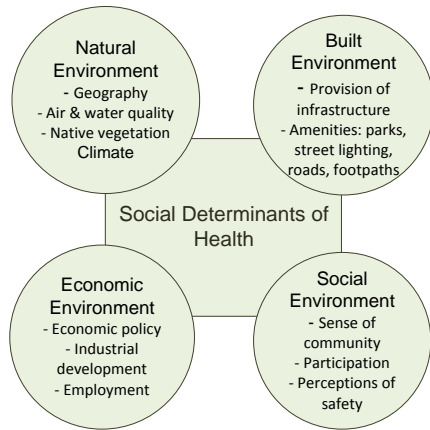 Natural
Environment
- Geography
- Air & water quality
- Native vegetation
Climate
Built
Environment
- Provision of
infrastructure
- Amenities: parks,
street lighting,
roads, footpaths
Social Determinants of
Health
Economic
Environment
- Economic policy
- Industrial
development
- Employment
Social
Environment
- Sense of
community
- Participation
- Perceptions of
safety